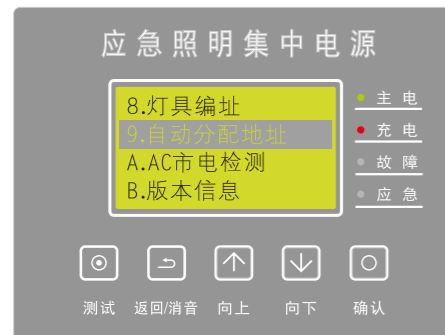 应急照明集中电源
8.灯具编址
9.自动分配地址
A.AC市电检测
B.版本信息
主电
充电
故障
应急
测试 返回/消音 向上 向下 确认